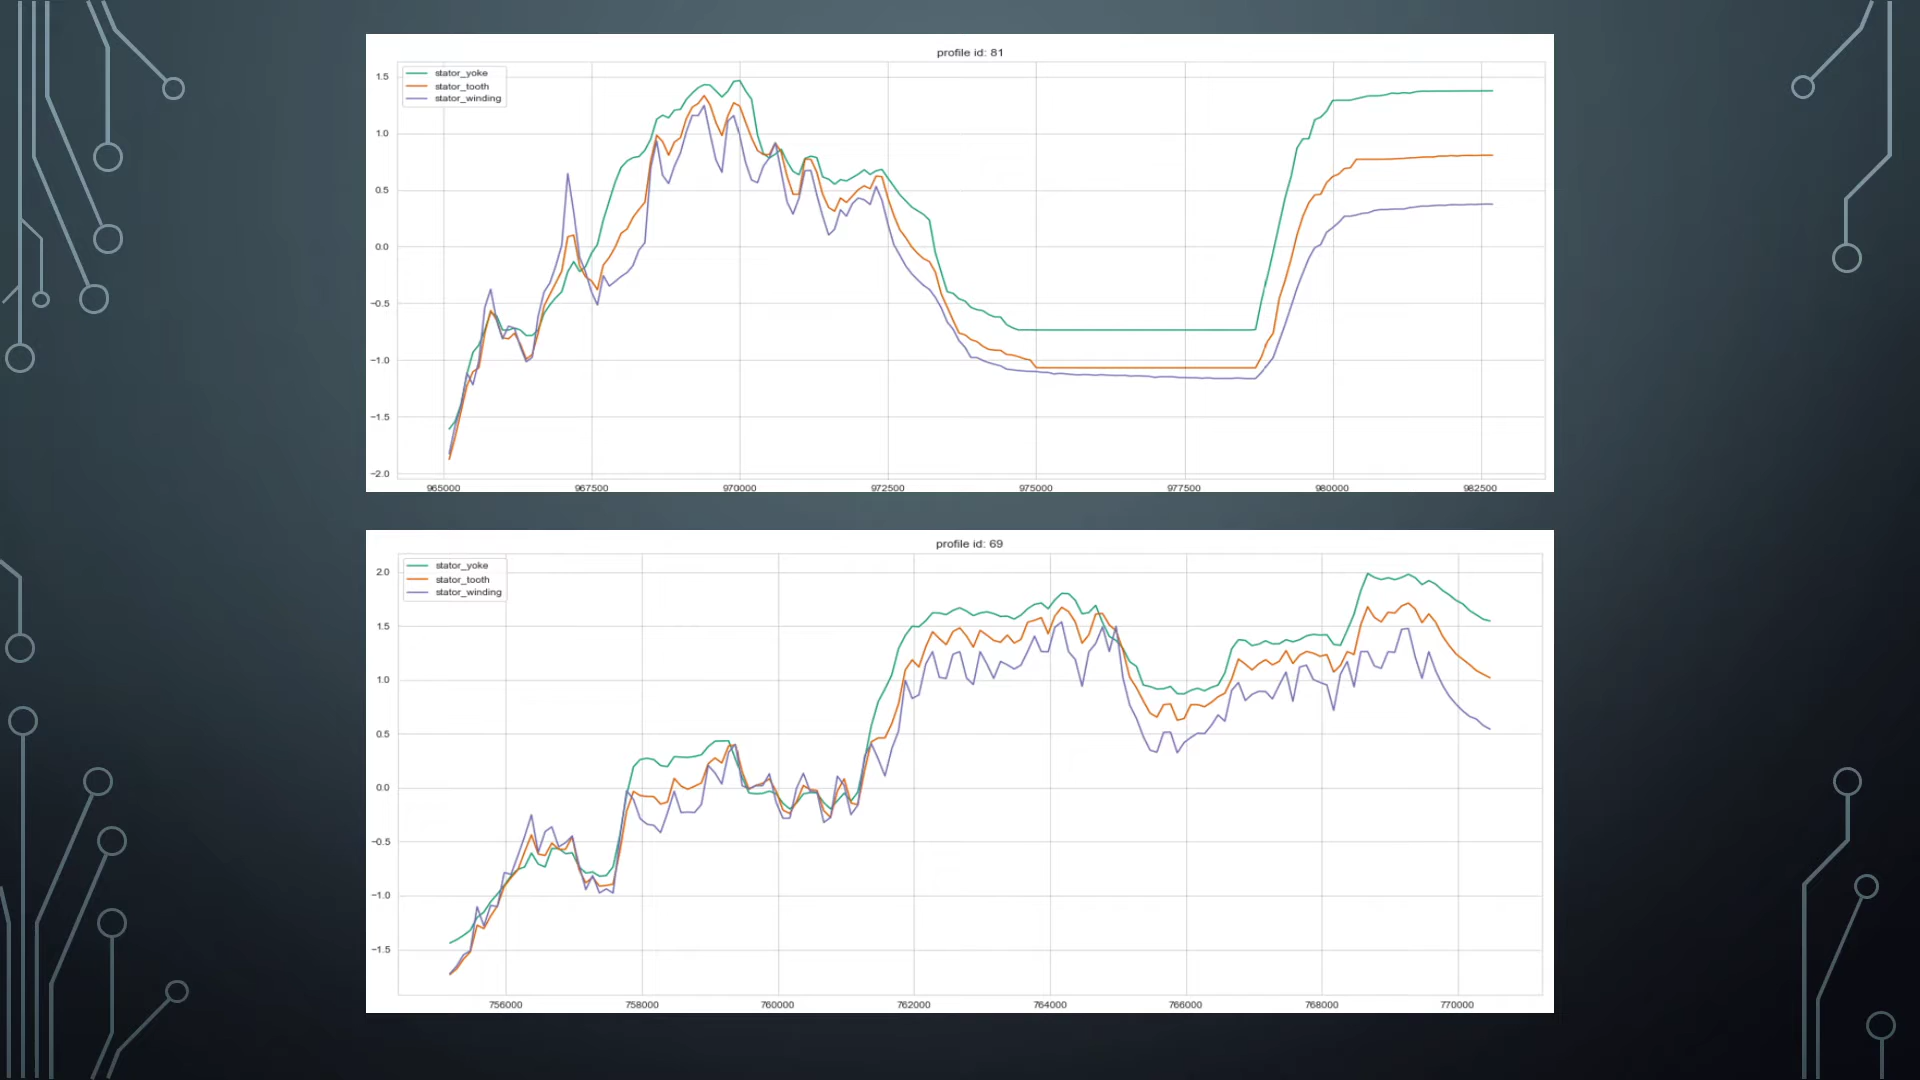 profile id: 81
stator_yoke
stator_tooth
stator_winding
1.5
1.0
0.5
0.0
−0.5
−1.0
−1.5
−2.0
965000 967500 970000 972500 975000 977500 980000 982500
profile id: 69
stator_yoke
stator_tooth
stator_winding
2.0
1.5
1.0
0.5
0.0
−0.5
−1.0
−1.5
756000 758000 760000 762000 764000 766000 768000 770000